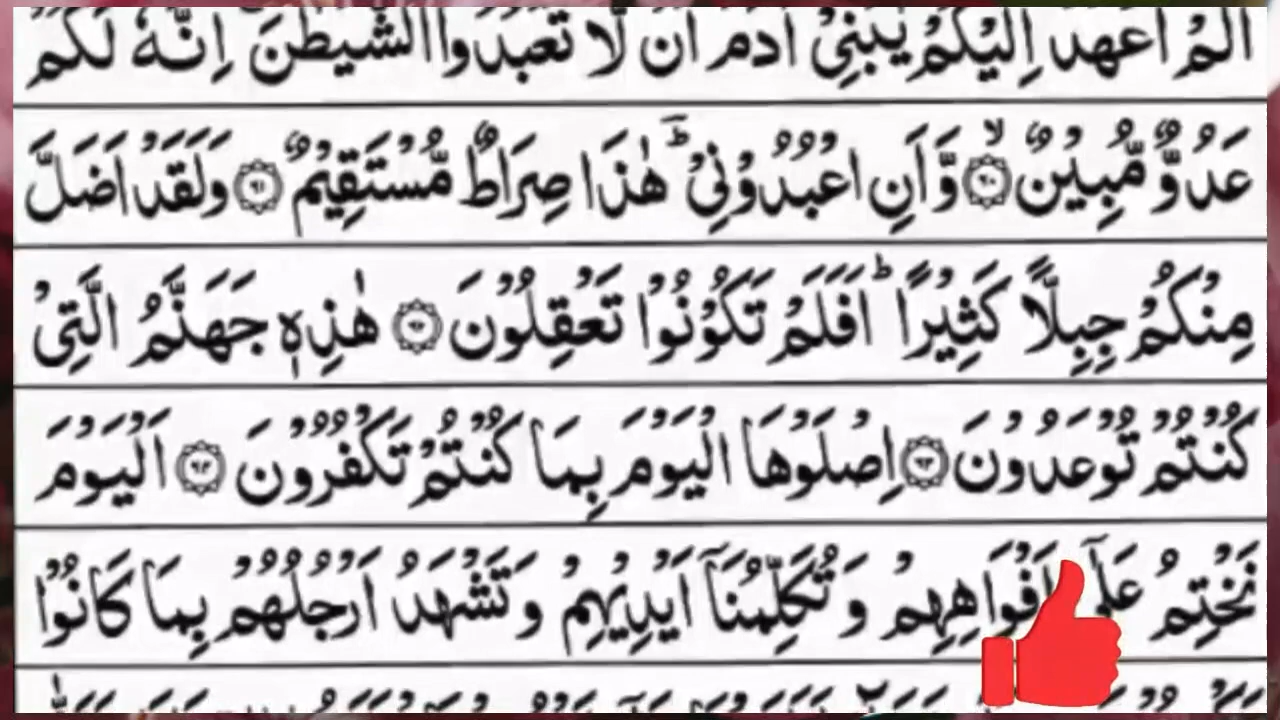 اَلَمْ اَعْهَدْ اِلَیْكُمْ یٰبَنِیْۤ اٰدَمَ اَنْ لَّا تَعْبُدُوا الشَّیْطٰنَ ۚ اِنَّهٗ لَكُمْ
عَدُوٌّ مُّبِیْنٌ ۙ﴿۶۰﴾ وَّ اَنِ اعْبُدُوْنِیْ ؔؕ هٰذَا صِرَاطٌ مُّسْتَقِیْمٌ ﴿۶۱﴾ وَ لَقَدْ اَضَلَّ
مِنْكُمْ جِبِلًّا كَثِیْرًا ؕ اَفَلَمْ تَكُوْنُوْا تَعْقِلُوْنَ ﴿۶۲﴾ هٰذِهٖ جَهَنَّمُ الَّتِیْ
كُنْتُمْ تُوْعَدُوْنَ ﴿۶۳﴾ اِصْلَوْهَا الْیَوْمَ بِمَا كُنْتُمْ تَكْفُرُوْنَ ﴿۶۴﴾ اَلْیَوْمَ
نَخْتِمُ عَلٰۤی اَفْوَاهِهِمْ وَ تُكَلِّمُنَاۤ اَیْدِیْهِمْ وَ تَشْهَدُ اَرْجُلُهُمْ بِمَا كَانُوْا